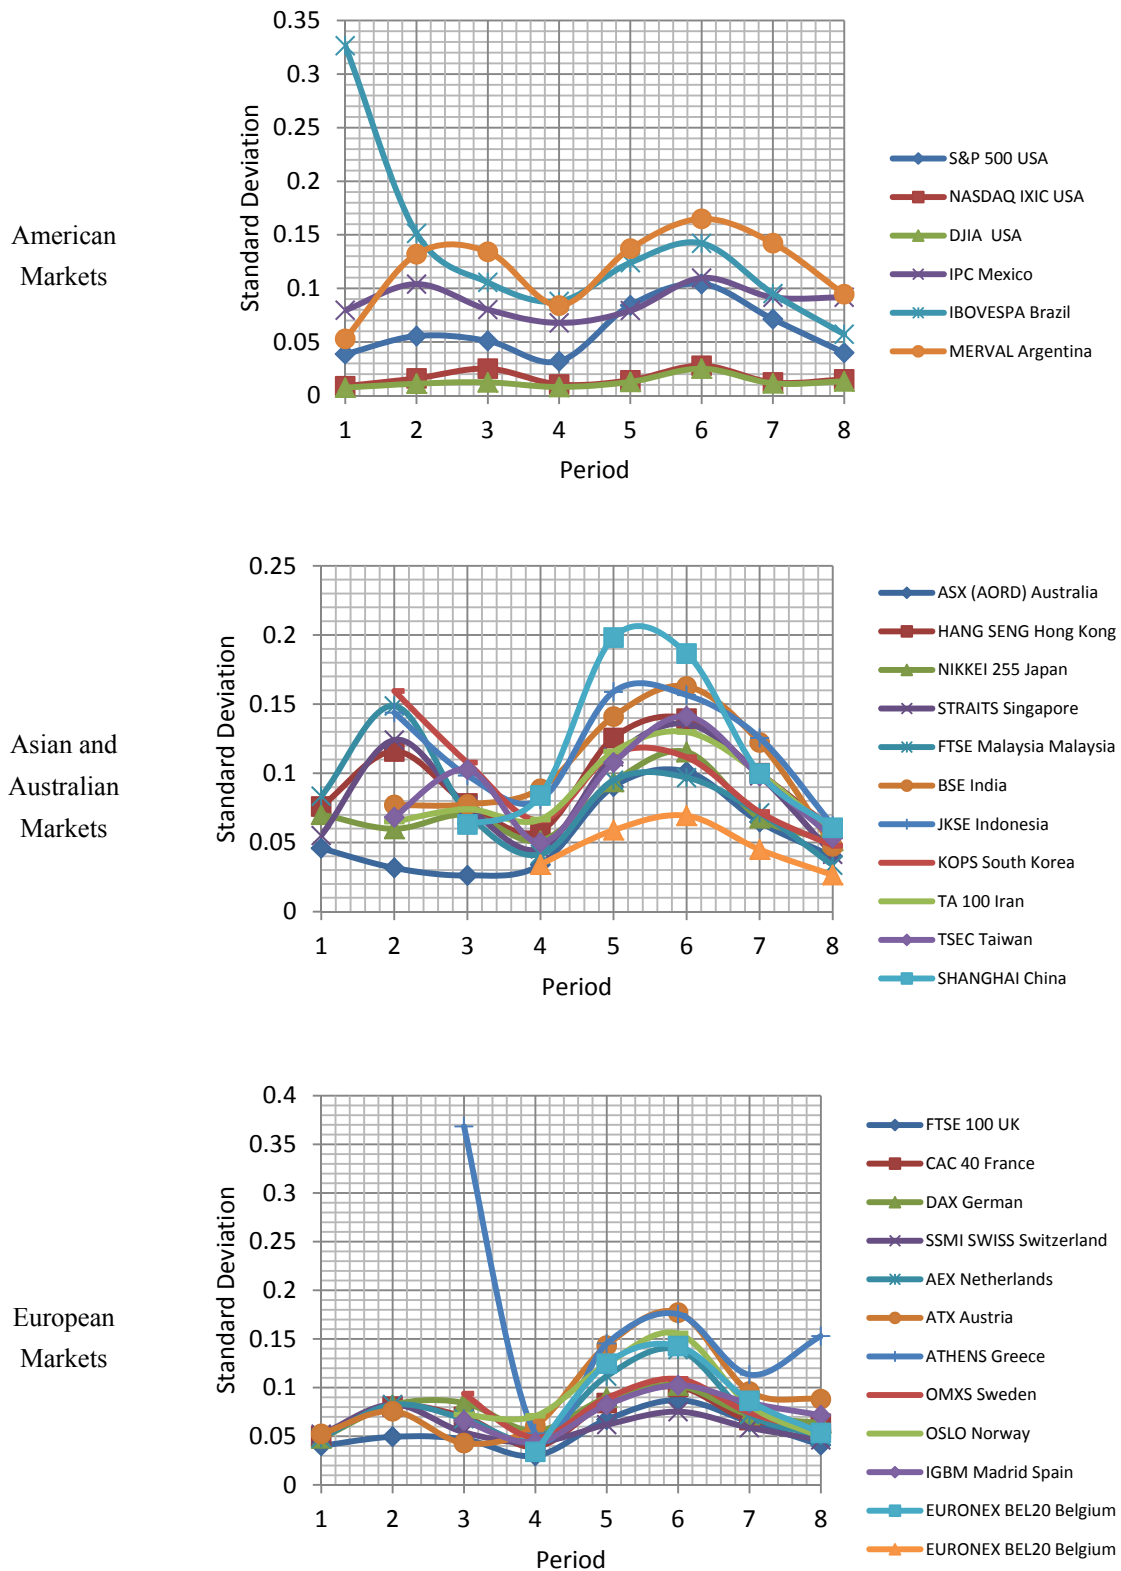 American
Markets
Standard Deviation
0.35
0.3
0.25
0.2
0.15
0.1
0.05
0
1 2 3 4 5 6 7 8
Period
S&P 500 USA
NASDAQ IXIC USA
DJIA USA
IPC Mexico
IBOVESPA Brazil
MERVAL Argentina
Asian and
Australian
Markets
Standard Deviation
0.25
0.2
0.15
0.1
0.05
0
1 2 3 4 5 6 7 8
Period
ASX (AORD) Australia
HANG SENG Hong Kong
NIKKEI 255 Japan
STRAITS Singapore
FTSE Malaysia Malaysia
BSE India
JKSE Indonesia
KOPS South Korea
TA 100 Iran
TSEC Taiwan
SHANGHAI China
European
Markets
Standard Deviation
0.4
0.35
0.3
0.25
0.2
0.15
0.1
0.05
0
1 2 3 4 5 6 7 8
Period
FTSE 100 UK
CAC 40 France
DAX German
SSMI SWISS Switzerland
AEX Netherlands
ATX Austria
ATHENS Greece
OMXS Sweden
OSLO Norway
IGBM Madrid Spain
EURONEX BEL20 Belgium
EURONEX BEL20 Belgium